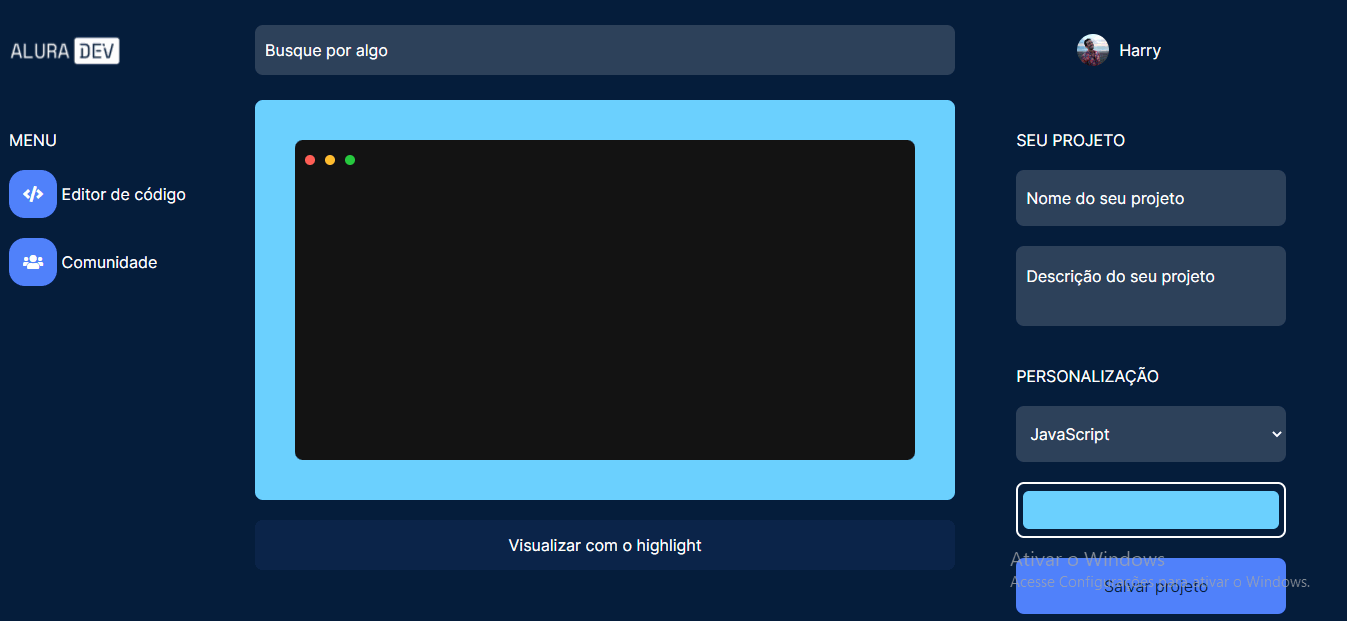 ALURA DEV
Busque por algo
Harry
MENU
Editor de código
Comunidade
SEU PROJETO
Nome do seu projeto
Descrição do seu projeto
PERSONALIZAÇÃO
JavaScript
Visualizar com o highlight
Ativar o Windows
Acesse Configurações para ativar o Windows.
Salvar projeto